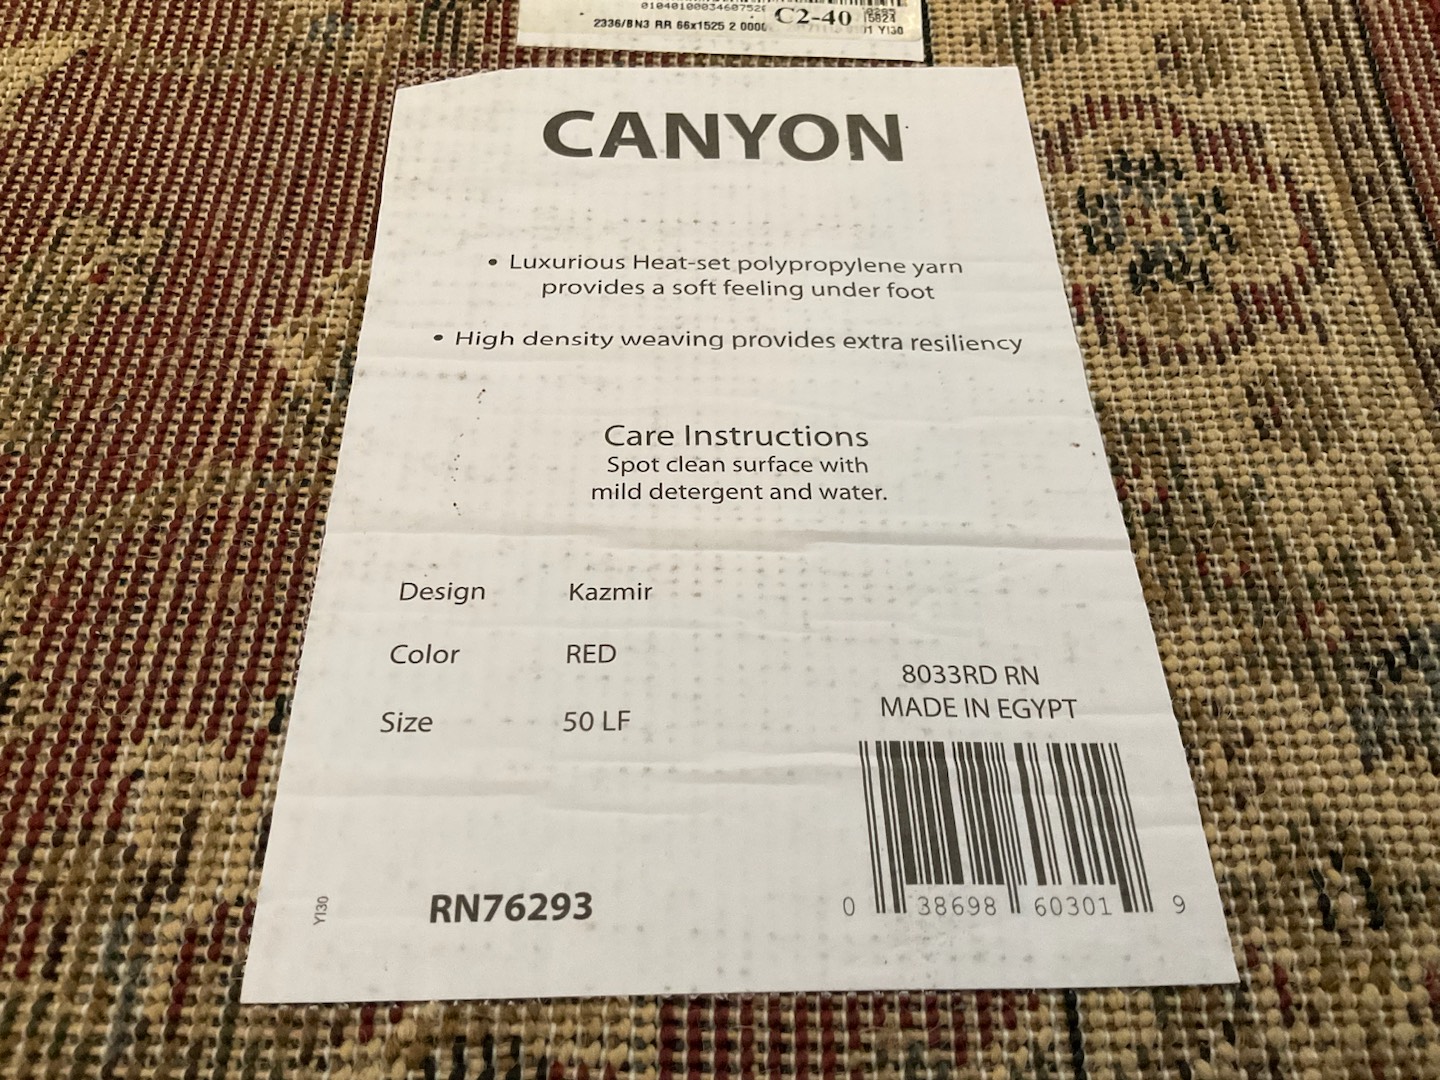 2336/BN3 RR 66x1525 2
C2-40
Y130
CANYON
• Luxurious Heat-set polypropylene yarn
provides a soft feeling under foot
• High density weaving provides extra resiliency
Care Instructions
Spot clean surface with
mild detergent and water.
Design Kazmir
Color RED
Size 50 LF
8033RD RN
MADE IN EGYPT
RN76293
Y130
0 38698 60301 9